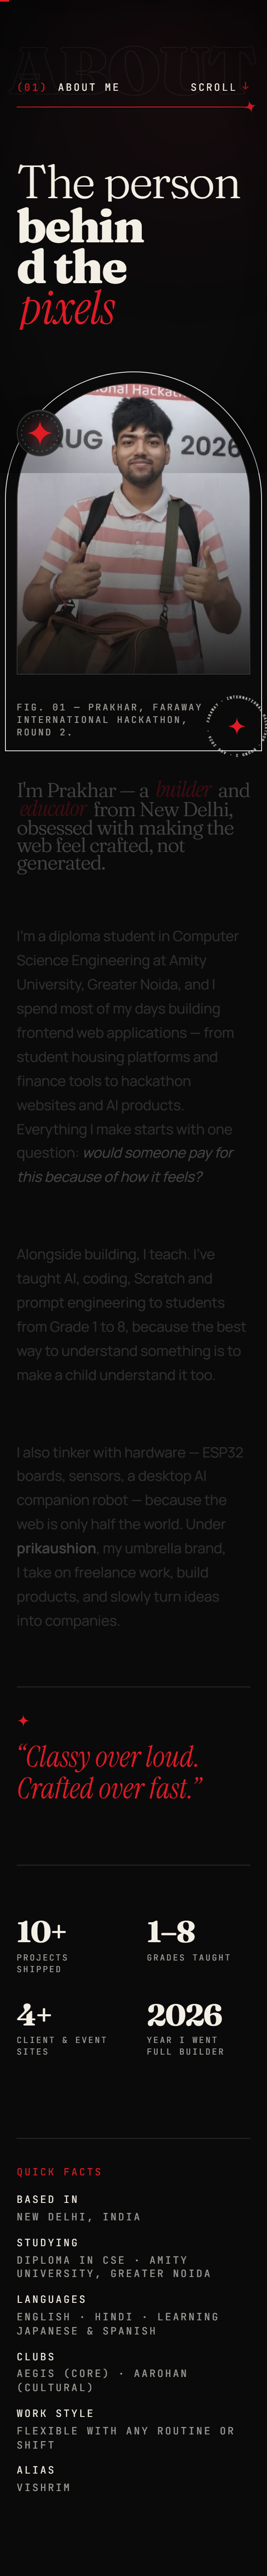 ABOUT
(01) ABOUT ME
SCROLL ↓
The person
behin
d the
pixels
onal Hackat
AUG 2026
FIG. 01 — PRAKHAR, FARAWAY
INTERNATIONAL HACKATHON,
ROUND 2.
I'm Prakhar — a builder and
educator from New Delhi,
obsessed with making the
web feel crafted, not
generated.
I'm a diploma student in Computer
Science Engineering at Amity
University, Greater Noida, and I
spend most of my days building
frontend web applications — from
student housing platforms and
finance tools to hackathon
websites and AI products.
Everything I make starts with one
question: would someone pay for
this because of how it feels?
Alongside building, I teach. I've
taught AI, coding, Scratch and
prompt engineering to students
from Grade 1 to 8, because the best
way to understand something is to
make a child understand it too.
I also tinker with hardware — ESP32
boards, sensors, a desktop AI
companion robot — because the
web is only half the world. Under
prikaushion, my umbrella brand,
I take on freelance work, build
products, and slowly turn ideas
into companies.
“Classy over loud.
Crafted over fast.”
10+
PROJECTS
SHIPPED
1–8
GRADES TAUGHT
4+
CLIENT & EVENT
SITES
2026
YEAR I WENT
FULL BUILDER
QUICK FACTS
BASED IN
NEW DELHI, INDIA
STUDYING
DIPLOMA IN CSE · AMITY
UNIVERSITY, GREATER NOIDA
LANGUAGES
ENGLISH · HINDI · LEARNING
JAPANESE & SPANISH
CLUBS
AEGIS (CORE) · AAROHAN
(CULTURAL)
WORK STYLE
FLEXIBLE WITH ANY ROUTINE OR
SHIFT
ALIAS
VISHRIM